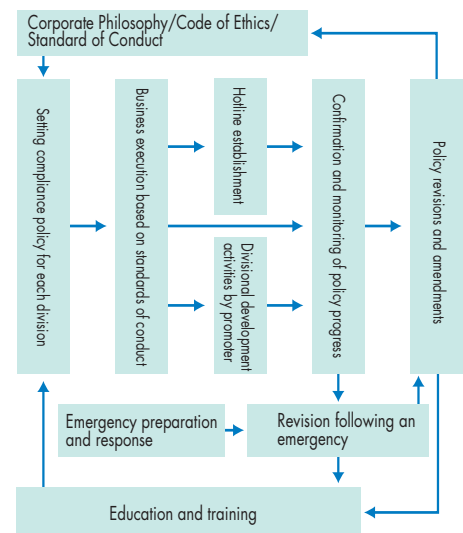 Corporate Philosophy/Code of Ethics/
Standard of Conduct
Setting compliance policy for each division
Business execution based on standards of conduct
Hotline establishment
Divisional development
activities by promoter
Confirmation and monitoring of policy progress
Policy revisions and amendments
Emergency preparation
and response
Revision following an
emergency
Education and training